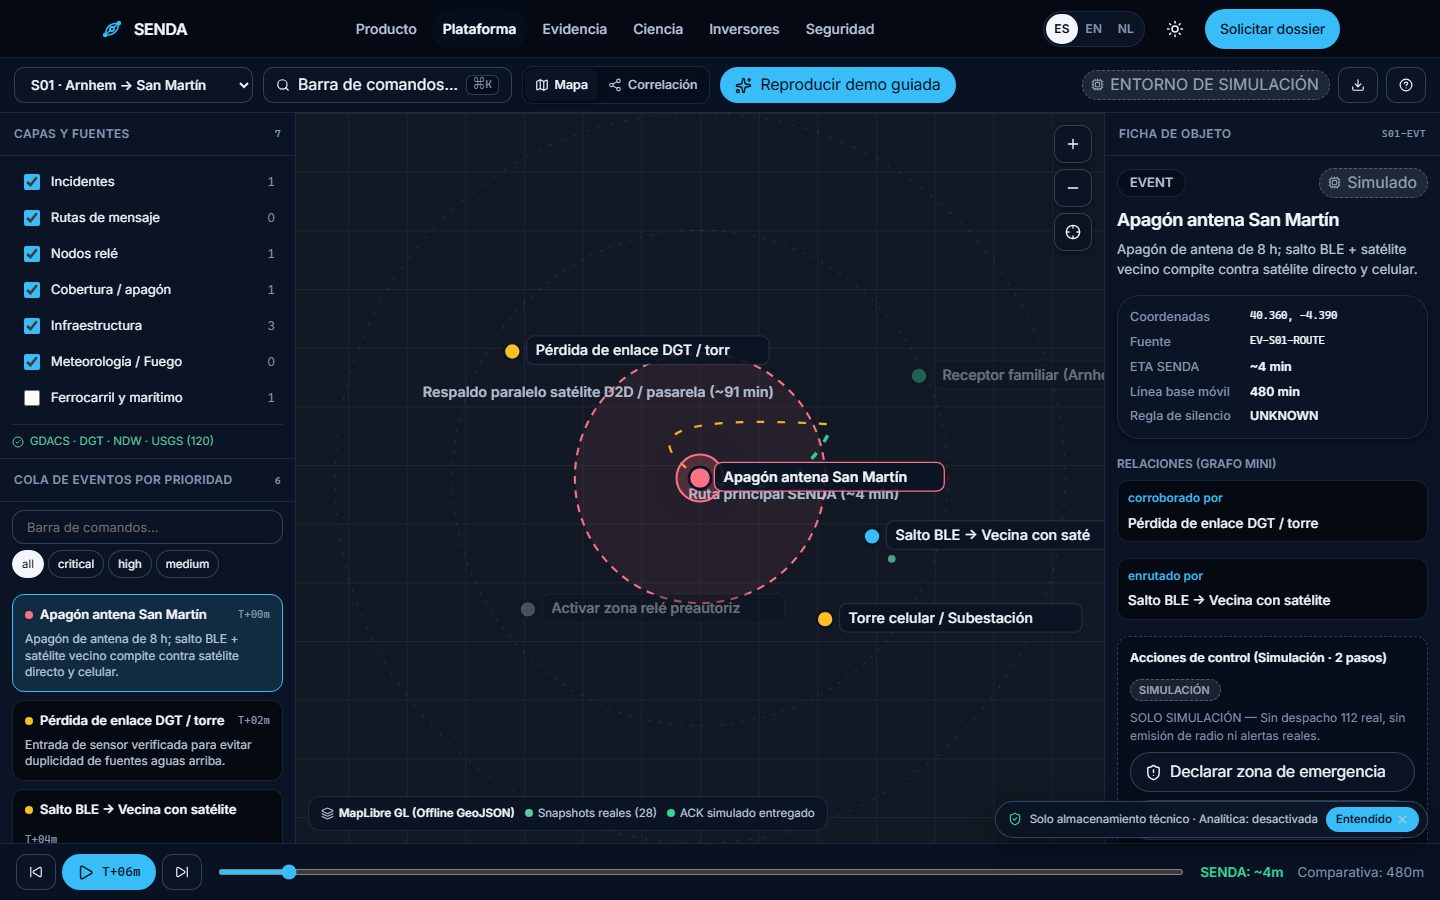 SENDA
Producto
Plataforma
Evidencia
Ciencia
Inversores
Seguridad
ES
EN
NL
Solicitar dossier
S01 · Arnhem → San Martín
Barra de comandos...
⌘K
Mapa
Correlación
Reproducir demo guiada
ENTORNO DE SIMULACIÓN
CAPAS Y FUENTES
7
Incidentes
1
Rutas de mensaje
0
Nodos relé
1
Cobertura / apagón
1
Infraestructura
3
Meteorología / Fuego
0
Ferrocarril y marítimo
1
GDACS · DGT · NDW · USGS (120)
COLA DE EVENTOS POR PRIORIDAD
6
Barra de comandos...
all
critical
high
medium
Apagón antena San Martín
T+00m
Apagón de antena de 8 h; salto BLE +
satélite vecino compite contra satélite
directo y celular.
Pérdida de enlace DGT / torre
T+02m
Entrada de sensor verificada para evitar
duplicidad de fuentes aguas arriba.
Salto BLE → Vecina con satélite
T+04m
Pérdida de enlace DGT / torr
Respaldo paralelo satélite D2D / pasarela (~91 min)
Receptor familiar (Arnhe
Apagón antena San Martín
Ruta principal SENDA (~4 min)
Salto BLE → Vecina con saté
Activar zona relé preautoriz
Torre celular / Subestación
MapLibre GL (Offline GeoJSON)
Snapshots reales (28)
ACK simulado entregado
FICHA DE OBJETO
S01-EVT
EVENT
Simulado
Apagón antena San Martín
Apagón de antena de 8 h; salto BLE + satélite
vecino compite contra satélite directo y celular.
Coordenadas
40.360, -4.390
Fuente
EV-S01-ROUTE
ETA SENDA
~4 min
Línea base móvil
480 min
Regla de silencio
UNKNOWN
RELACIONES (GRAFO MINI)
corroborado por
Pérdida de enlace DGT / torre
enrutado por
Salto BLE → Vecina con satélite
Acciones de control (Simulación · 2 pasos)
SIMULACIÓN
SOLO SIMULACIÓN — Sin despacho 112 real, sin
emisión de radio ni alertas reales.
Declarar zona de emergencia
Solo almacenamiento técnico · Analítica: desactivada
Entendido
T+06m
SENDA: ~4m
Comparativa: 480m